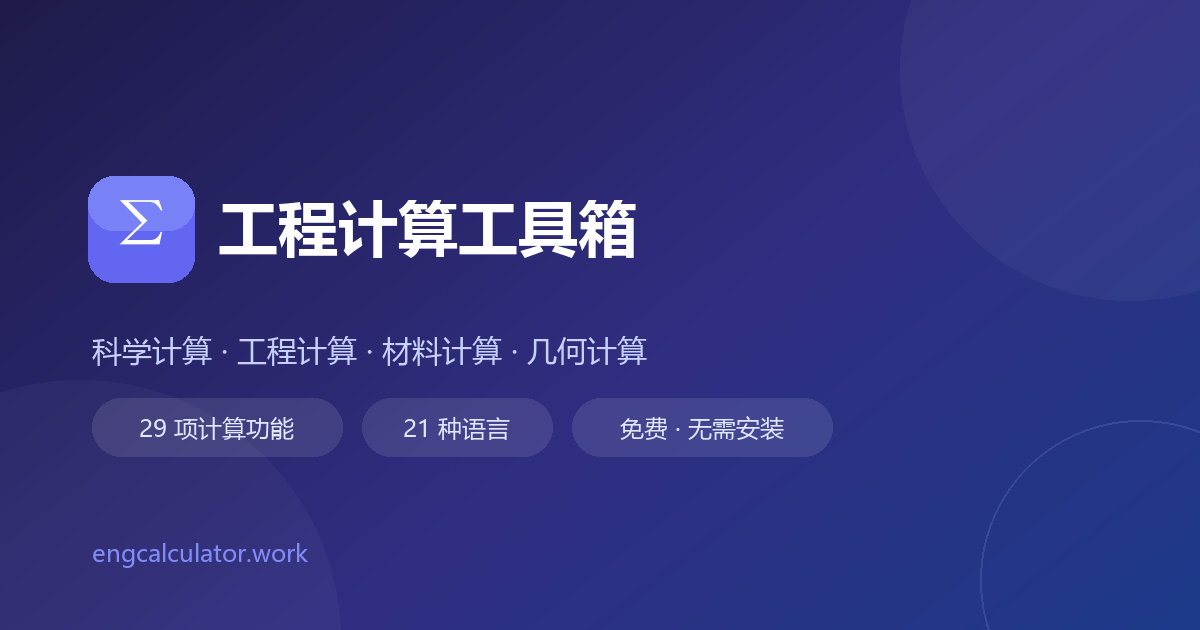 Σ 工程计算工具箱
科学计算 · 工程计算 · 材料计算 · 几何计算
29 项计算功能 21 种语言 免费 · 无需安装
engcalculator.work